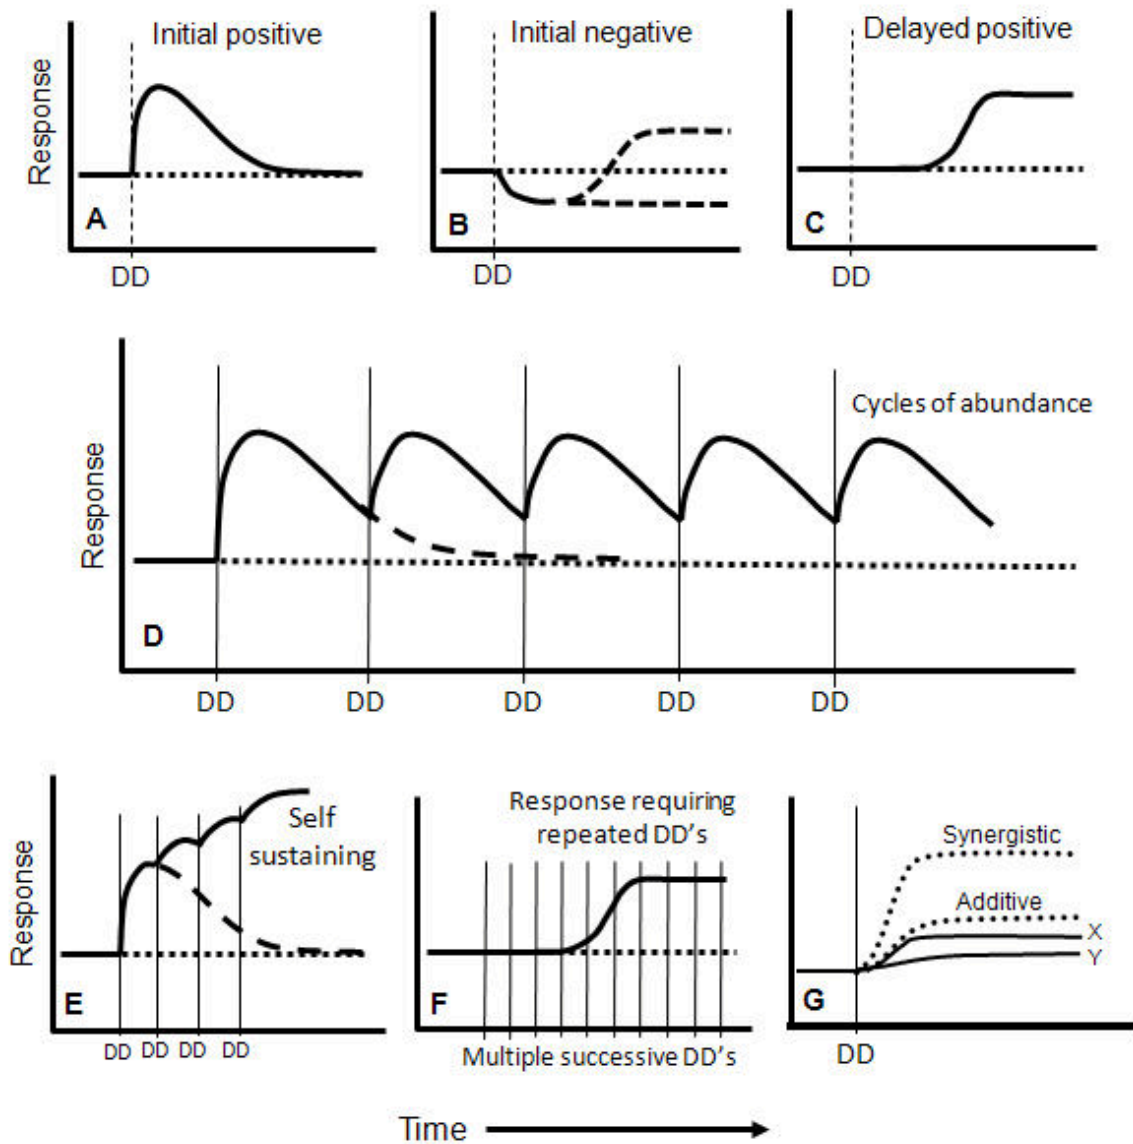 Initial positive
Response
A
DD
Initial negative
B
DD
Delayed positive
C
DD
Cycles of abundance
Response
D
DD DD DD DD DD
Self
sustaining
Response
E
DD DD DD DD
Response requiring
repeated DD's
F
Multiple successive DD's
Synergistic
Additive
X
Y
G
DD
Time